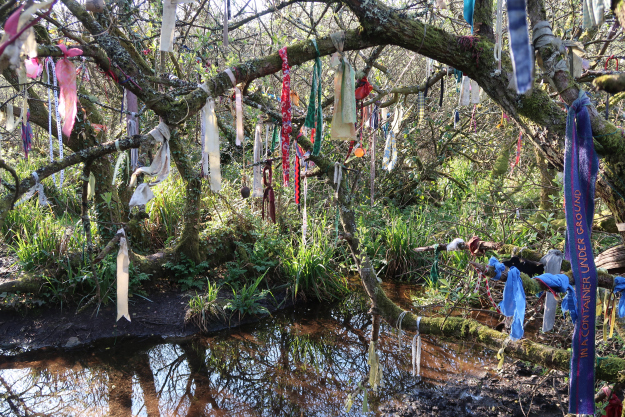 IN A CONTAINER UNDER GROUND